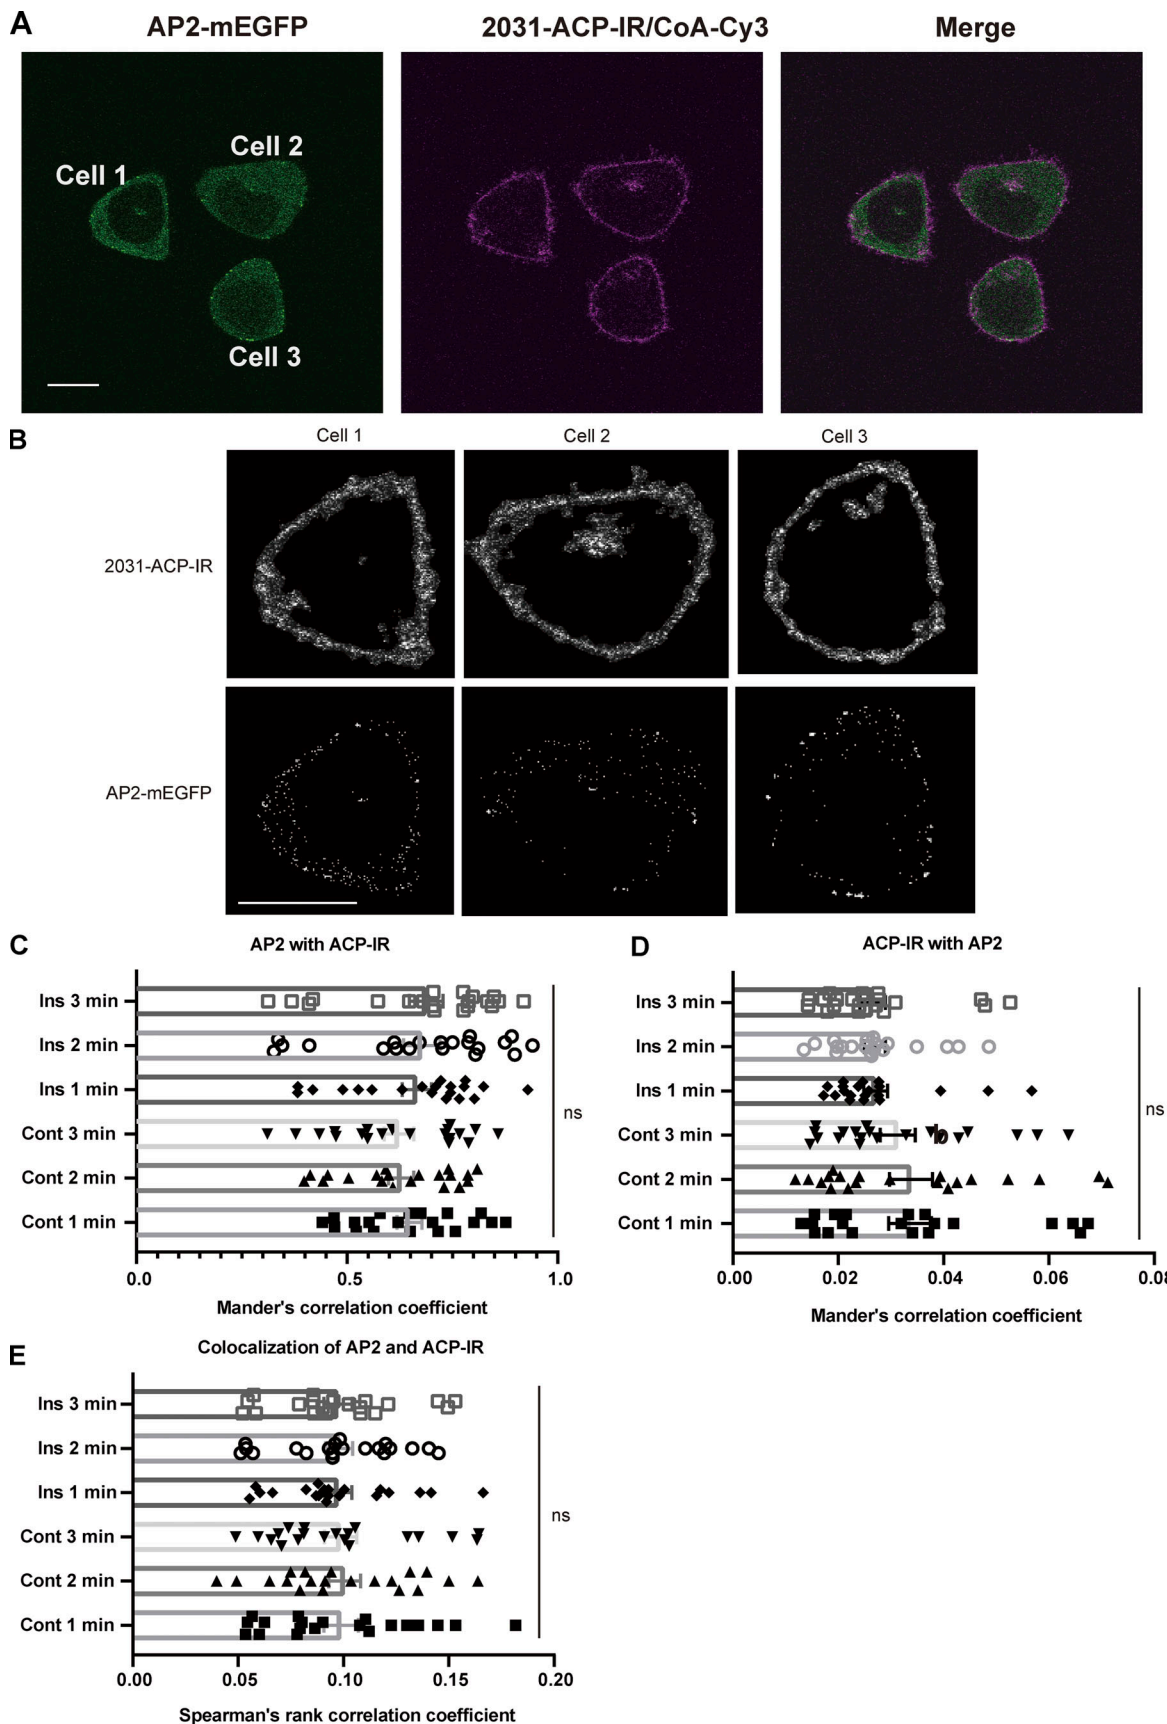 A
AP2-mEGFP
2031-ACP-IR/CoA-Cy3
Merge
Cell 1
Cell 2
Cell 3
B
Cell 1
Cell 2
Cell 3
2031-ACP-IR
AP2-mEGFP
C
AP2 with ACP-IR
Ins 3 min
Ins 2 min
Ins 1 min
Cont 3 min
Cont 2 min
Cont 1 min
ns
0.0
0.5
1.0
Mander's correlation coefficient
D
ACP-IR with AP2
Ins 3 min
Ins 2 min
Ins 1 min
Cont 3 min
Cont 2 min
Cont 1 min
ns
0.00
0.02
0.04
0.06
0.08
Mander's correlation coefficient
E
Colocalization of AP2 and ACP-IR
Ins 3 min
Ins 2 min
Ins 1 min
Cont 3 min
Cont 2 min
Cont 1 min
ns
0.00
0.05
0.10
0.15
0.20
Spearman's rank correlation coefficient